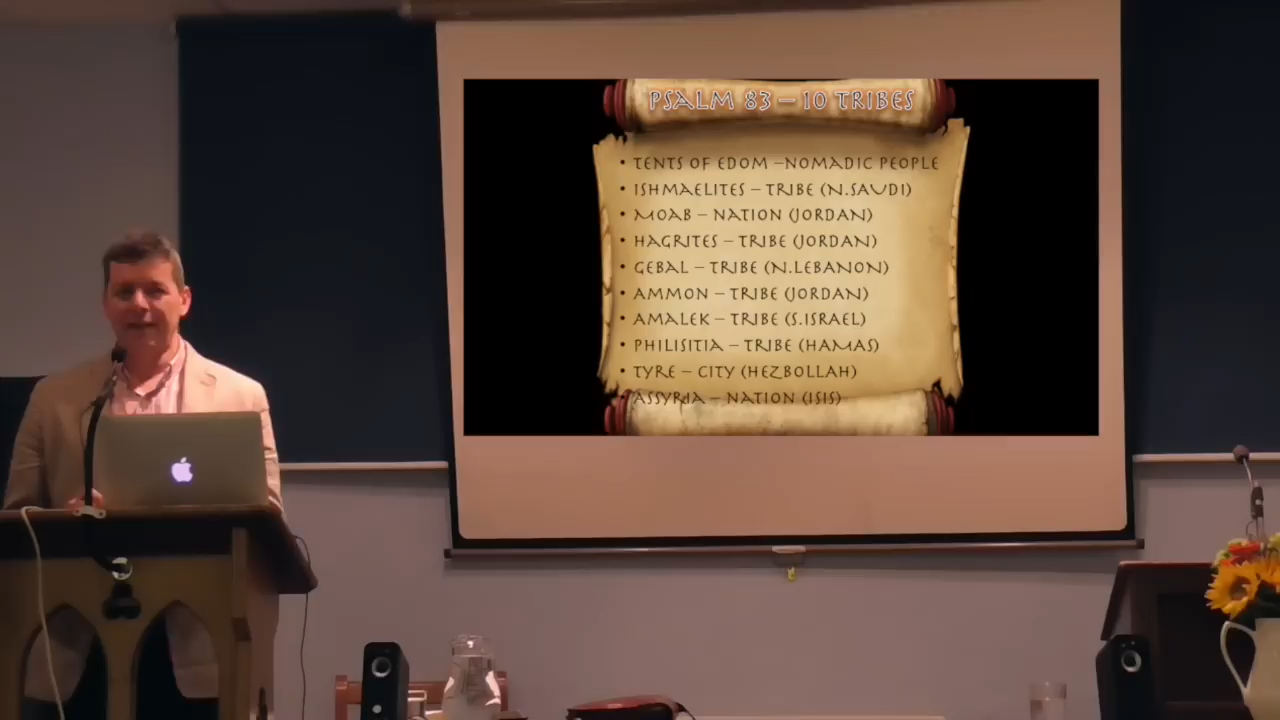 PSALM 83 – 10 TRIBES
• TENTS OF EDOM –NOMADIC PEOPLE
• ISHMAELITES – TRIBE (N.SAUDI)
• MOAB – NATION (JORDAN)
• HAGRITES – TRIBE (JORDAN)
• GEBAL – TRIBE (N.LEBANON)
• AMMON – TRIBE (JORDAN)
• AMALEK – TRIBE (S.ISRAEL)
• PHILISITIA – TRIBE (HAMAS)
• TYRE – CITY (HEZBOLLAH)
• ASSYRIA – NATION (ISIS)